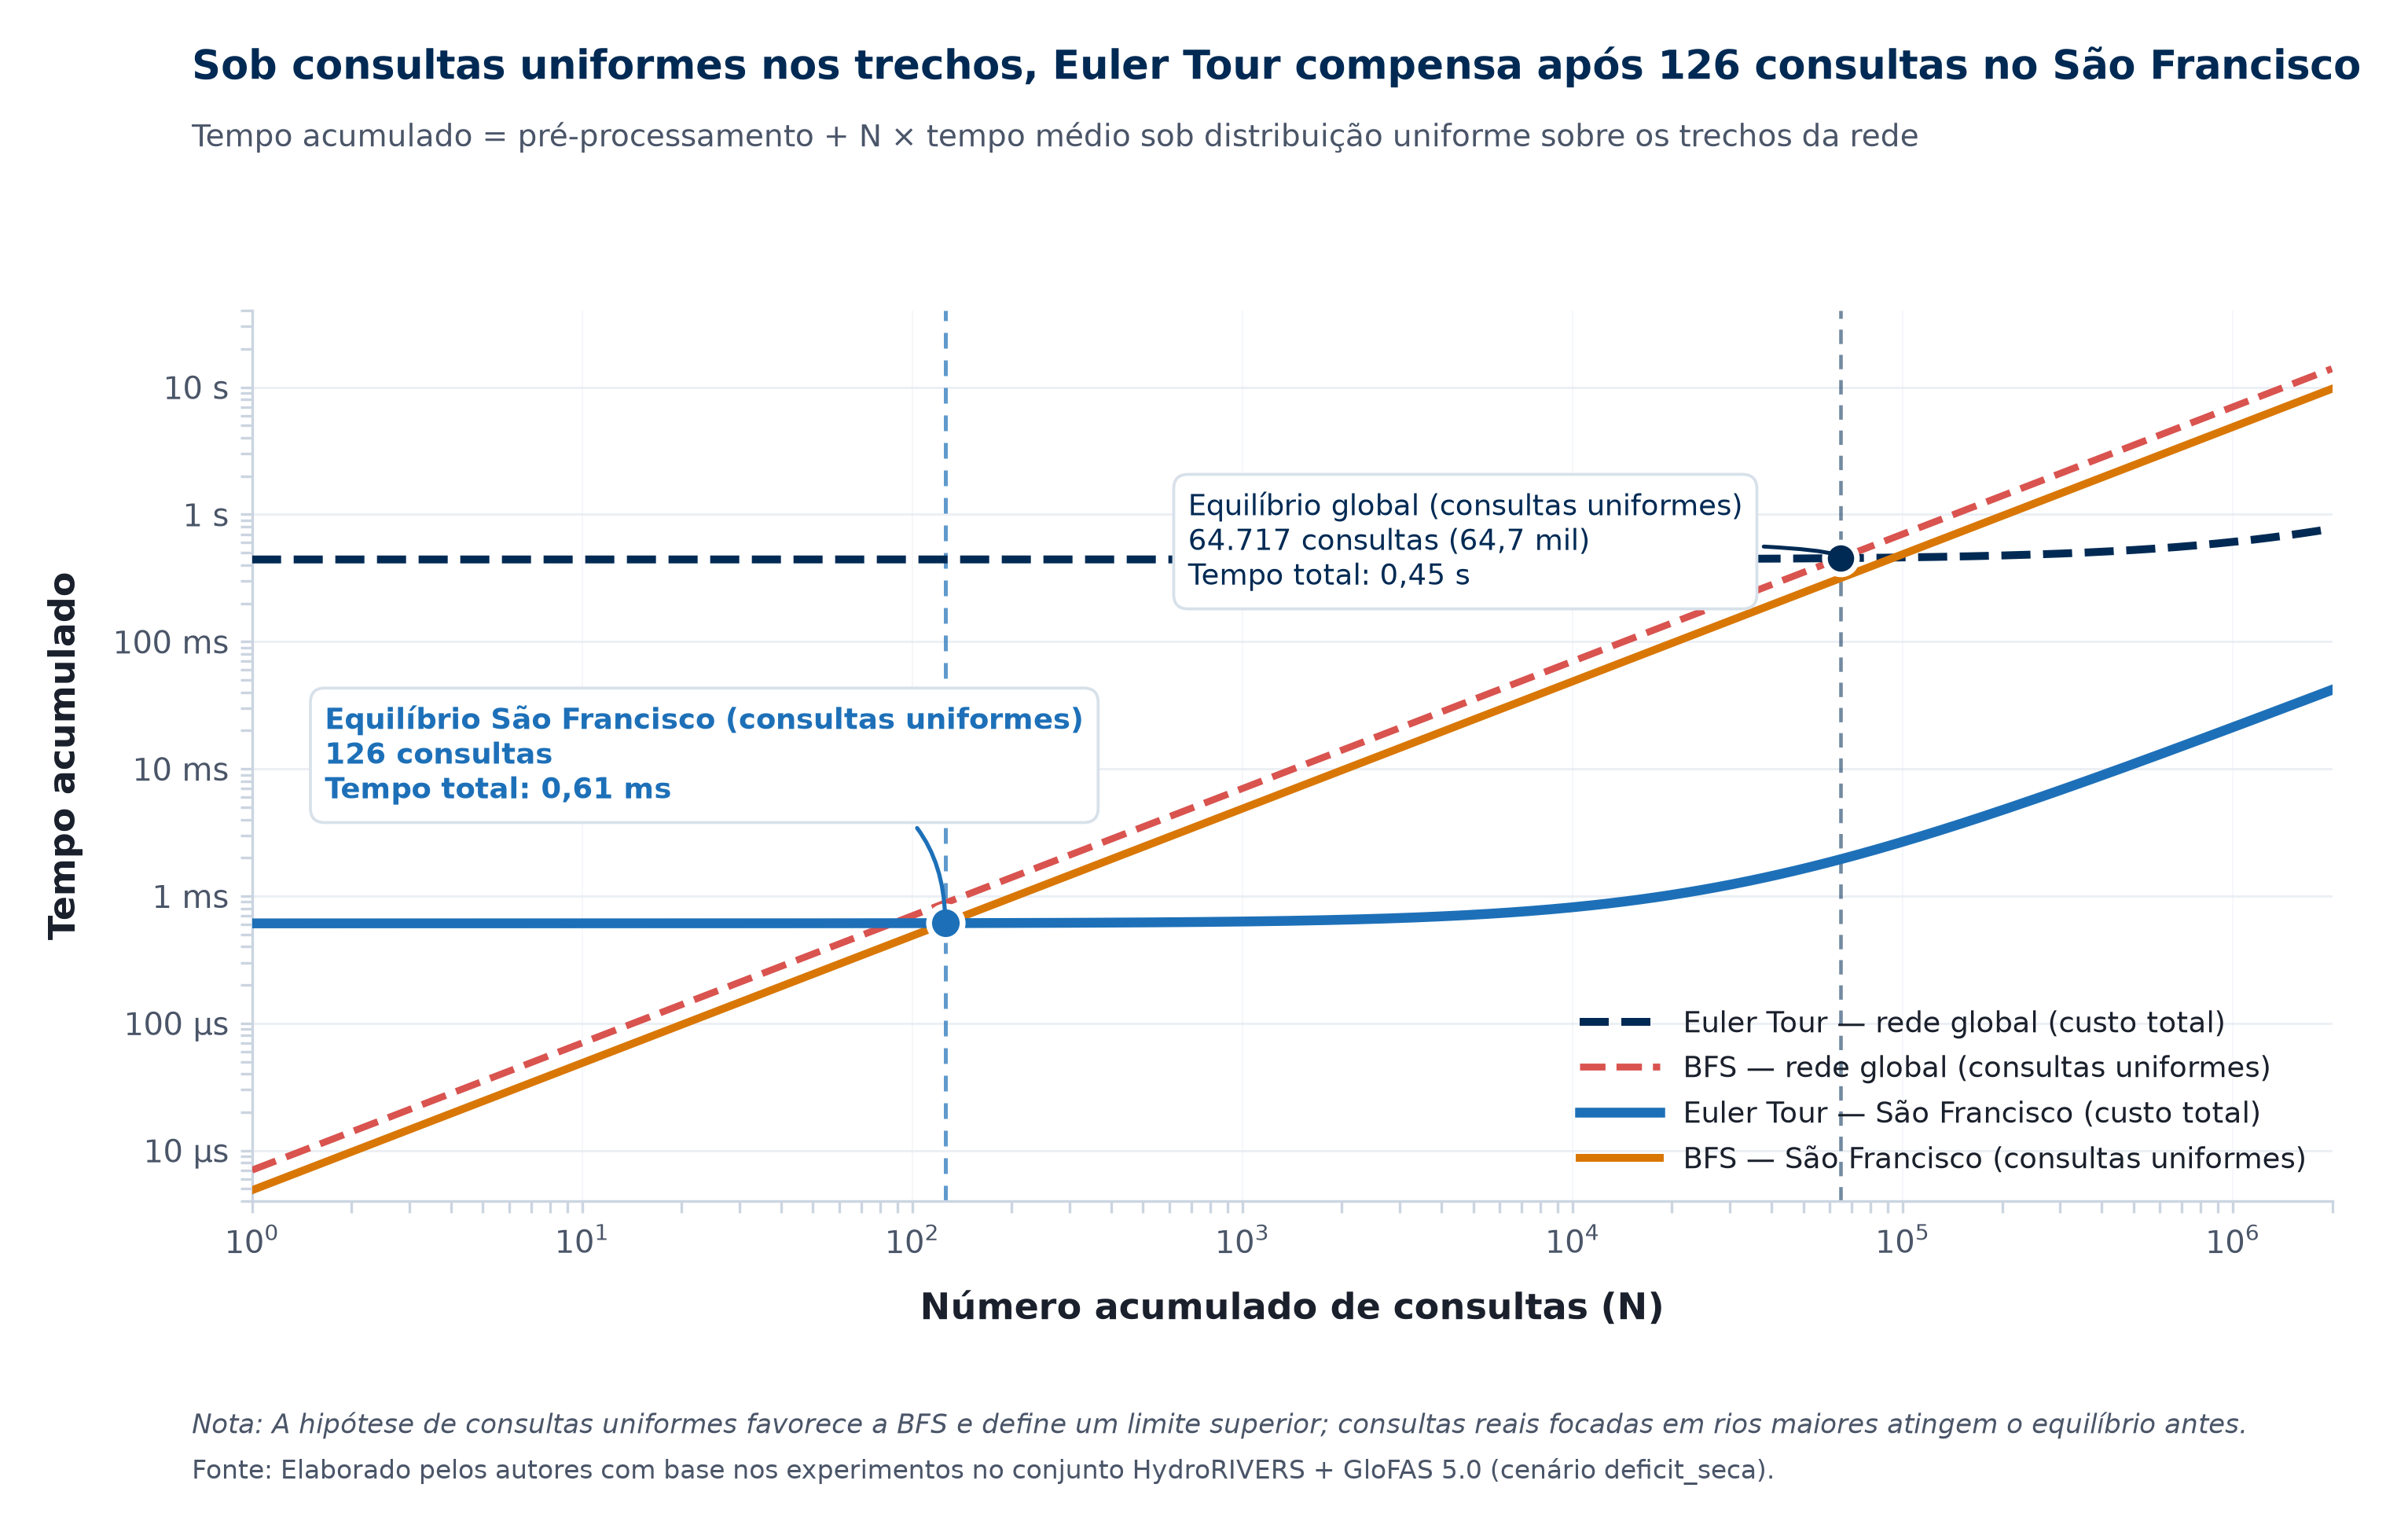 Sob consultas uniformes nos trechos, Euler Tour compensa após 126 consultas no São Francisco
Tempo acumulado = pré-processamento + N × tempo médio sob distribuição uniforme sobre os trechos da rede
Tempo acumulado
10 s
1 s
100 ms
10 ms
1 ms
100 µs
10 µs
Equilíbrio global (consultas uniformes)
64.717 consultas (64,7 mil)
Tempo total: 0,45 s
Equilíbrio São Francisco (consultas uniformes)
126 consultas
Tempo total: 0,61 ms
Euler Tour — rede global (custo total)
BFS — rede global (consultas uniformes)
Euler Tour — São Francisco (custo total)
BFS — São Francisco (consultas uniformes)
10⁰ 10¹ 10² 10³ 10⁴ 10⁵ 10⁶
Número acumulado de consultas (N)
Nota: A hipótese de consultas uniformes favorece a BFS e define um limite superior; consultas reais focadas em rios maiores atingem o equilíbrio antes.
Fonte: Elaborado pelos autores com base nos experimentos no conjunto HydroRIVERS + GloFAS 5.0 (cenário deficit_seca).